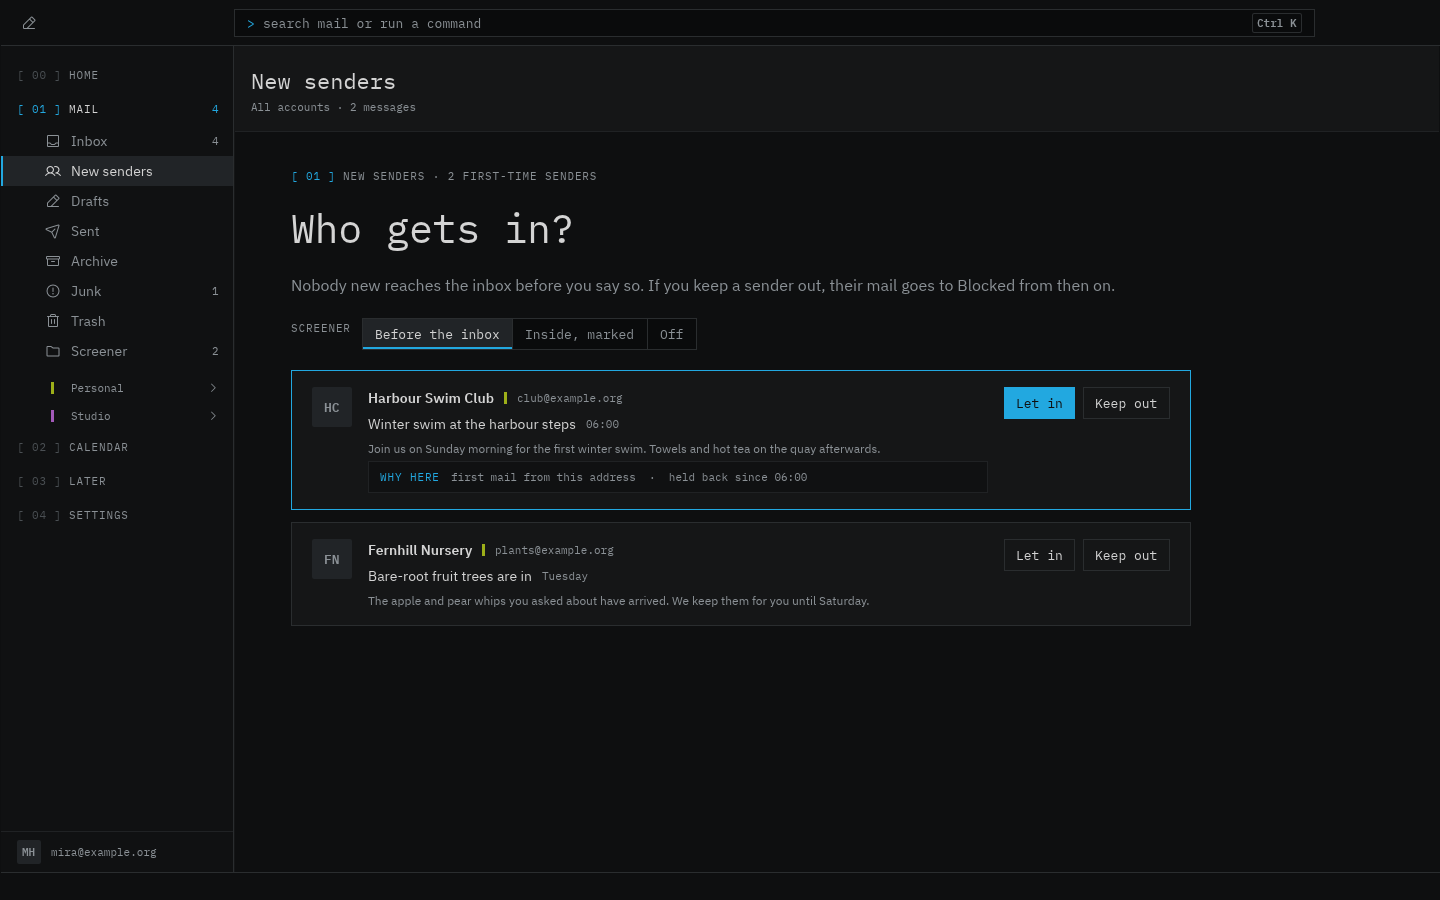 > search mail or run a command Ctrl K
[ 00 ] HOME
[ 01 ] MAIL 4
Inbox 4
New senders
Drafts
Sent
Archive
Junk 1
Trash
Screener 2
Personal
Studio
[ 02 ] CALENDAR
[ 03 ] LATER
[ 04 ] SETTINGS
MH mira@example.org
New senders
All accounts · 2 messages
[ 01 ] NEW SENDERS · 2 FIRST-TIME SENDERS
Who gets in?
Nobody new reaches the inbox before you say so. If you keep a sender out, their mail goes to Blocked from then on.
SCREENER Before the inbox Inside, marked Off
HC Harbour Swim Club club@example.org Let in Keep out
Winter swim at the harbour steps 06:00
Join us on Sunday morning for the first winter swim. Towels and hot tea on the quay afterwards.
WHY HERE first mail from this address · held back since 06:00
FN Fernhill Nursery plants@example.org Let in Keep out
Bare-root fruit trees are in Tuesday
The apple and pear whips you asked about have arrived. We keep them for you until Saturday.